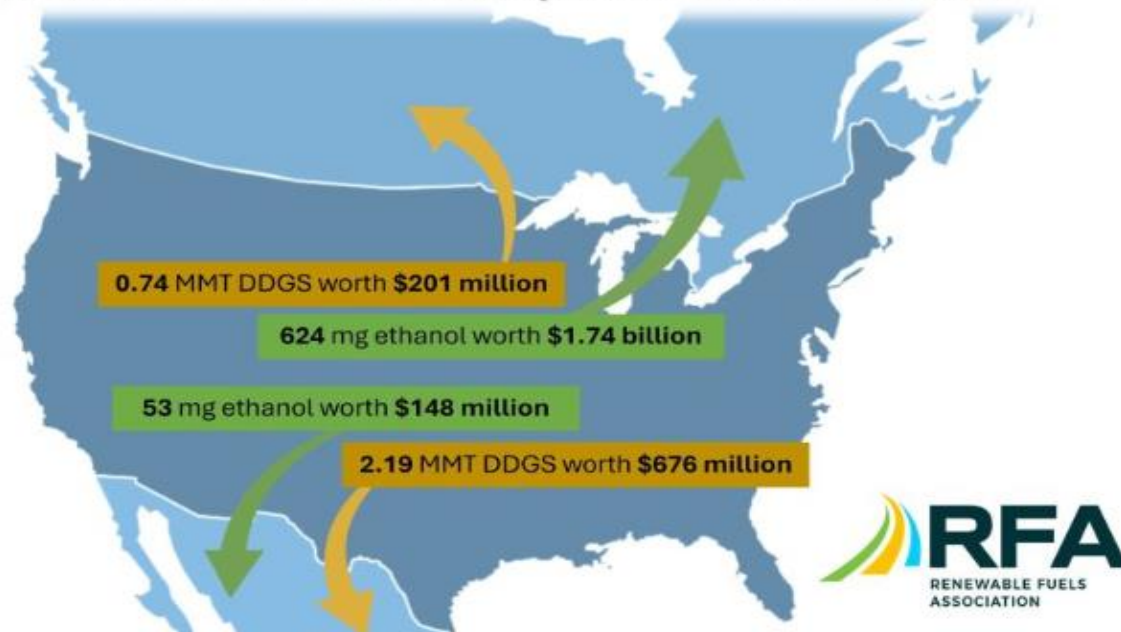 0.74 MMT DDGS worth $201 million
624 mg ethanol worth $1.74 billion
53 mg ethanol worth $148 million
2.19 MMT DDGS worth $676 million
RFA
RENEWABLE FUELS
ASSOCIATION